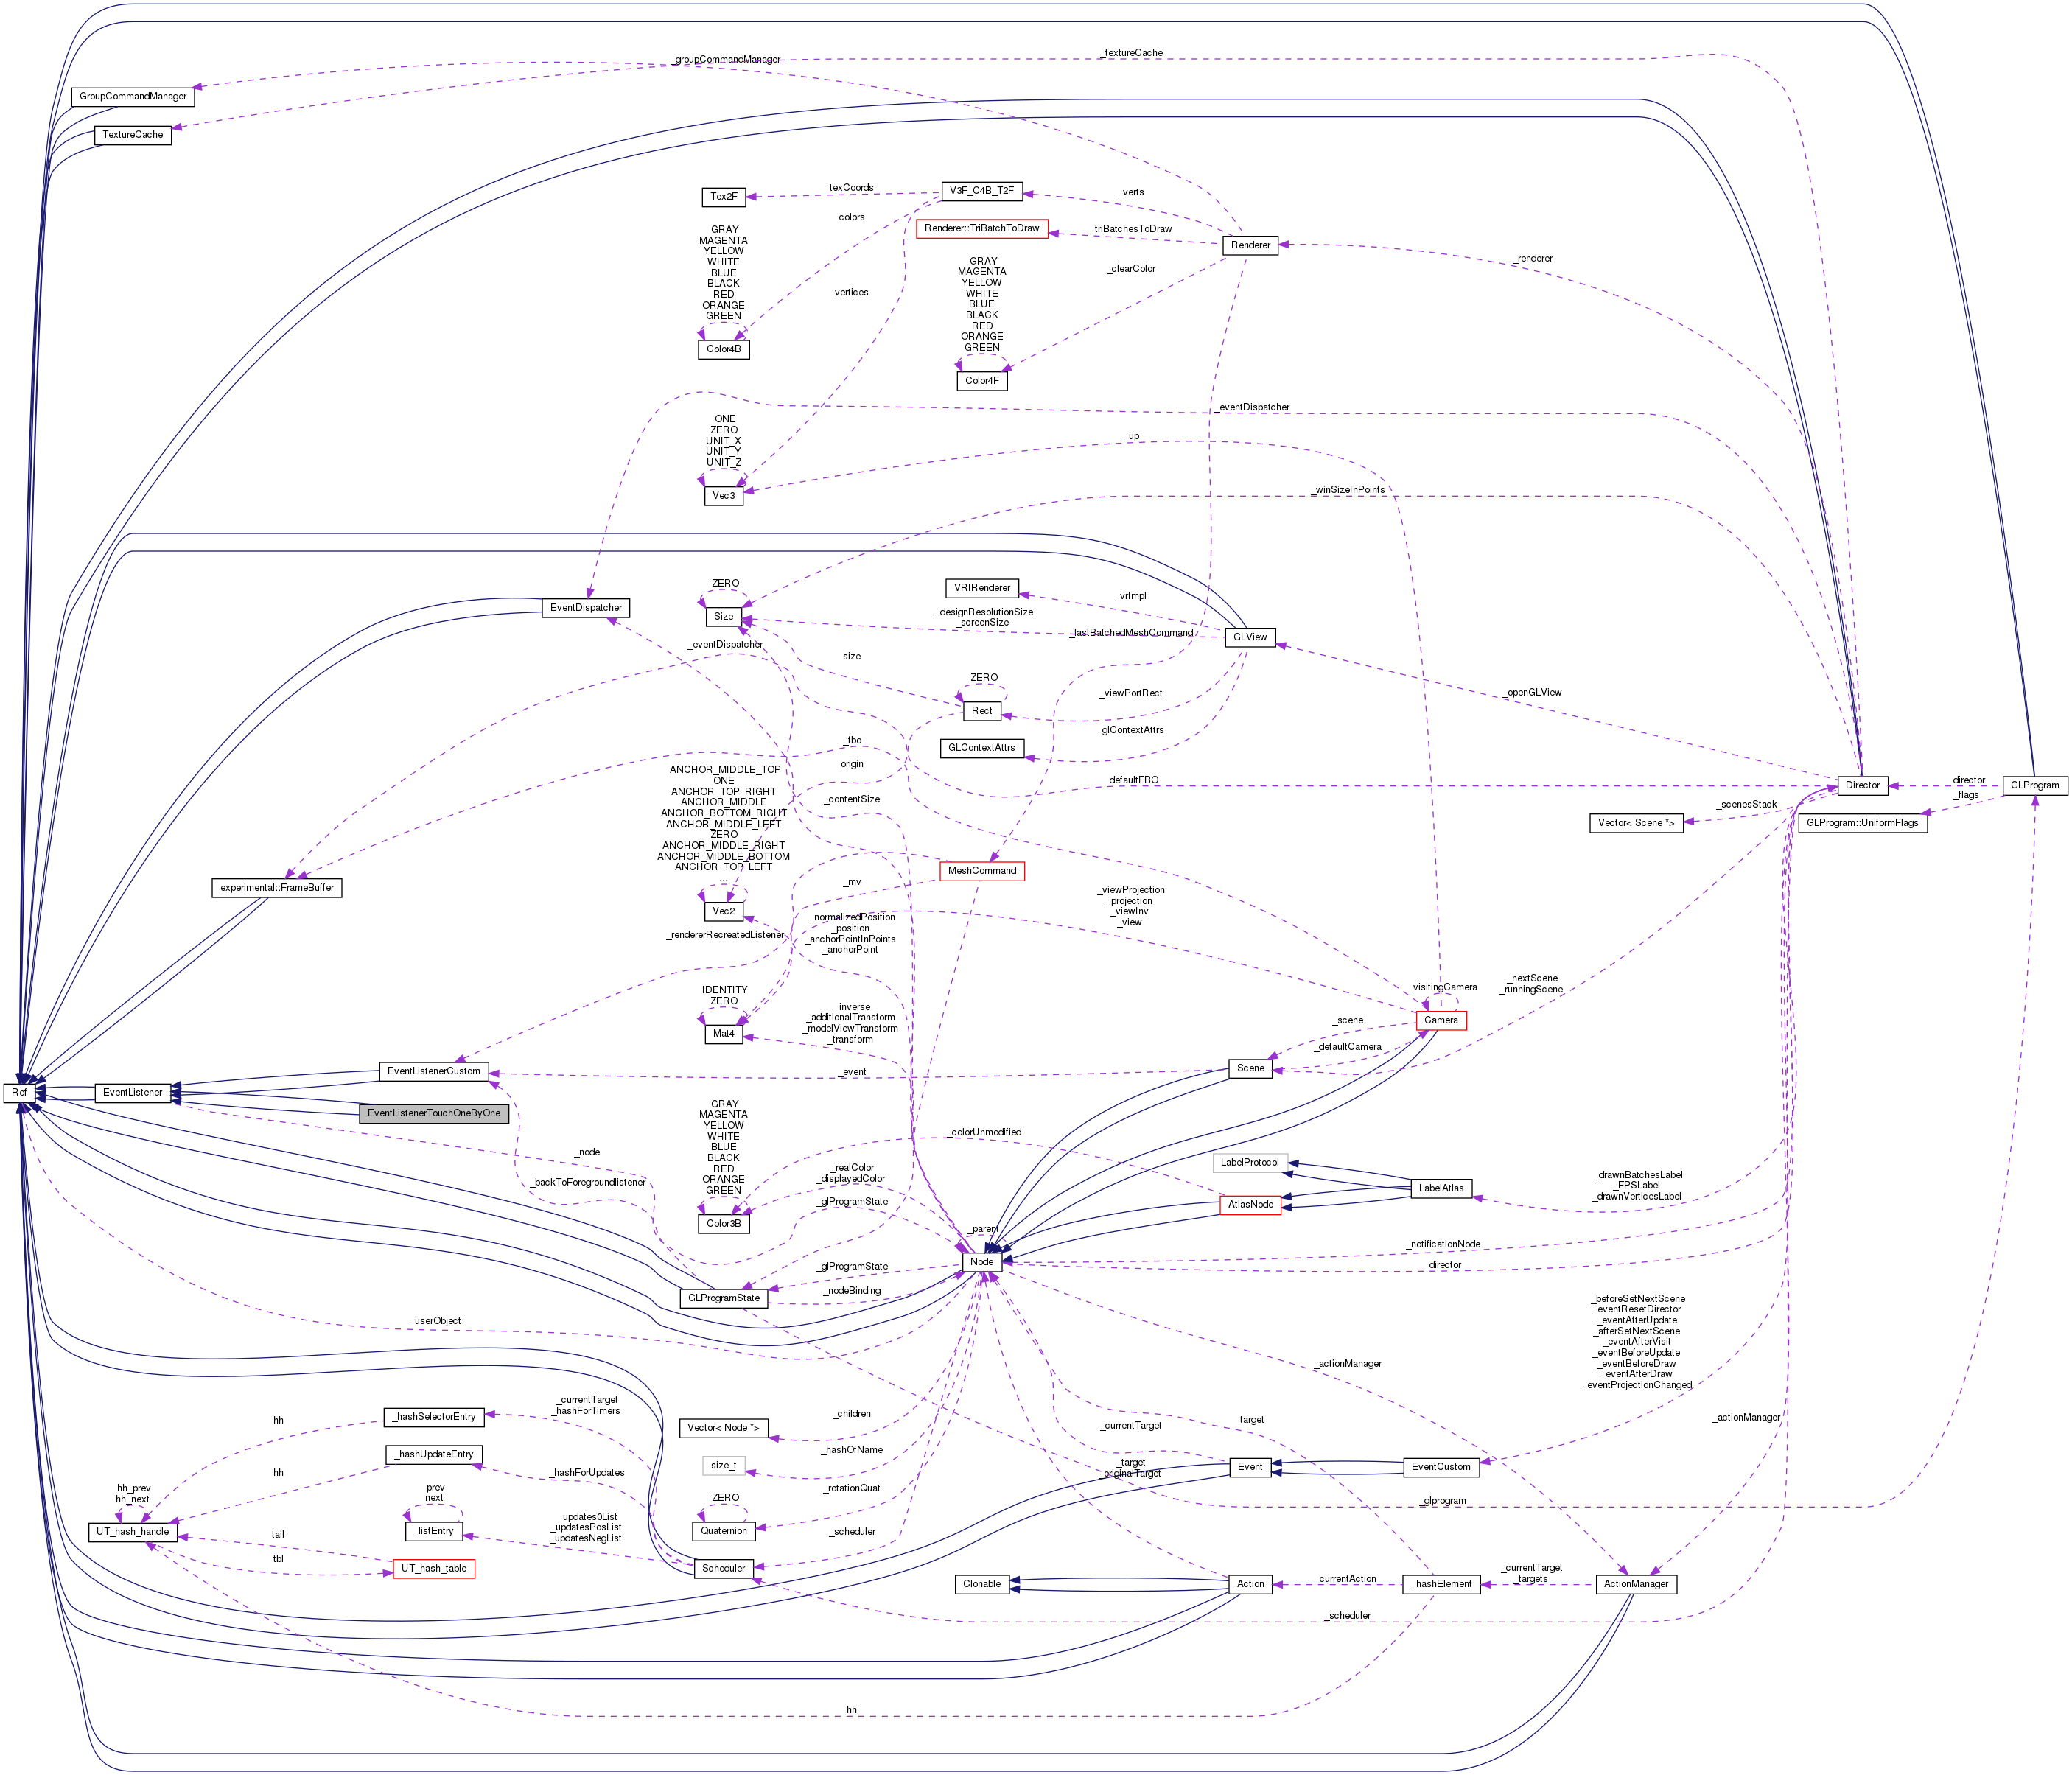 _textureCache
_groupCommandManager
GroupCommandManager
TextureCache
texCoords
V3F_C4B_T2F
_verts
Tex2F
colors
Renderer::TriBatchToDraw
_triBatchesToDraw
Renderer
GRAY
MAGENTA
YELLOW
WHITE
BLUE
BLACK
RED
ORANGE
GREEN
_renderer
GRAY
MAGENTA
YELLOW
WHITE
BLUE
BLACK
RED
ORANGE
GREEN
_clearColor
vertices
Color4B
Color4F
_eventDispatcher
ONE
ZERO
UNIT_X
UNIT_Y
UNIT_Z
_up
Vec3
_winSizeInPoints
ZERO
VRIRenderer
_vrImpl
EventDispatcher
Size
_designResolutionSize
_screenSize
_lastBatchedMeshCommand
GLView
_eventDispatcher
size
ZERO
_viewPortRect
_openGLView
Rect
_glContextAttrs
_fbo
GLContextAttrs
origin
ANCHOR_MIDDLE_TOP
ONE
ANCHOR_TOP_RIGHT
ANCHOR_MIDDLE
ANCHOR_BOTTOM_RIGHT
ANCHOR_MIDDLE_LEFT
ZERO
ANCHOR_MIDDLE_RIGHT
ANCHOR_MIDDLE_BOTTOM
ANCHOR_TOP_LEFT
...
_defaultFBO
Director
_director
GLProgram
_contentSize
_scenesStack
_flags
Vector< Scene *>
GLProgram::UniformFlags
experimental::FrameBuffer
_mv
MeshCommand
Vec2
_viewProjection
_projection
_viewInv
_view
_rendererRecreatedListener
_normalizedPosition
_position
_anchorPointInPoints
_anchorPoint
_nextScene
_runningScene
IDENTITY
ZERO
_visitingCamera
Mat4
_inverse
_additionalTransform
_modelViewTransform
_transform
_scene
Camera
_defaultCamera
EventListenerCustom
_event
Scene
Ref
EventListener
EventListenerTouchOneByOne
GRAY
MAGENTA
YELLOW
WHITE
BLUE
BLACK
RED
ORANGE
GREEN
_colorUnmodified
_node
_realColor
_displayedColor
LabelProtocol
_drawnBatchesLabel
_FPSLabel
_drawnVerticesLabel
_backToForegroundlistener
LabelAtlas
_glProgramState
AtlasNode
Color3B
_parent
_notificationNode
Node
_glProgramState
_director
_nodeBinding
GLProgramState
_userObject
_beforeSetNextScene
_eventResetDirector
_eventAfterUpdate
_afterSetNextScene
_eventAfterVisit
_eventBeforeUpdate
_eventBeforeDraw
_eventAfterDraw
_eventProjectionChanged
_actionManager
_currentTarget
_hashForTimers
_hashSelectorEntry
hh
Vector< Node *>
_children
_currentTarget
target
_actionManager
_hashUpdateEntry
_hashOfName
size_t
_target
_originalTarget
Event
EventCustom
hh
_hashForUpdates
_rotationQuat
_glprogram
hh_prev
hh_next
prev
next
ZERO
UT_hash_handle
_listEntry
Quaternion
tail
_updates0List
_updatesPosList
_updatesNegList
_scheduler
tbl
UT_hash_table
Scheduler
Clonable
Action
currentAction
_hashElement
_currentTarget
_targets
ActionManager
_scheduler
hh